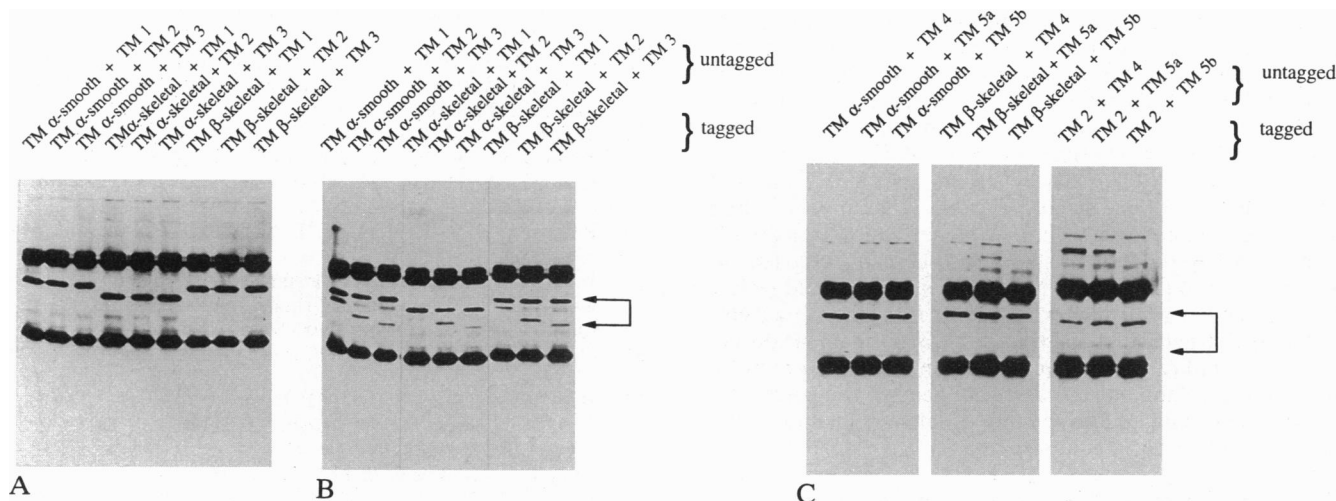 TM α-smooth + TM 1
TM α-smooth + TM 2
TM α-smooth + TM 3
TMα-skeletal + TM 1
TM α-skeletal + TM 2
TM α-skeletal + TM 3
TM β-skeletal + TM 1
TM β-skeletal + TM 2
TM β-skeletal + TM 3
A
TM α-smooth + TM 1
TM α-smooth + TM 2
TM α-smooth + TM 3
TM α-skeletal + TM 1
TM α-skeletal + TM 2
TM α-skeletal + TM 3
TM β-skeletal + TM 1
TM β-skeletal + TM 2
TM β-skeletal + TM 3
} untagged
} tagged
B
TM α-smooth + TM 4
TM α-smooth + TM 5a
TM α-smooth + TM 5b
TM β-skeletal + TM 4
TM β-skeletal + TM 5a
TM β-skeletal + TM 5b
TM 2 + TM 4
TM 2 + TM 5a
TM 2 + TM 5b
} untagged
} tagged
C